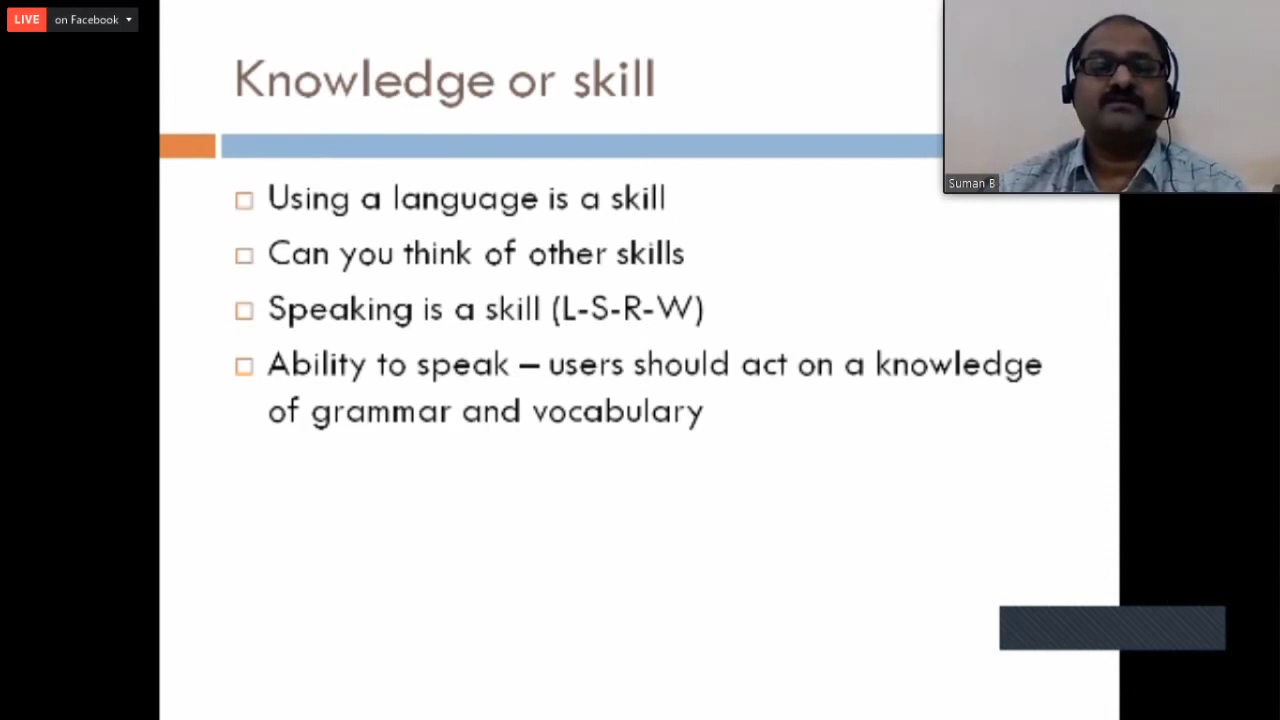 LIVE on Facebook
Knowledge or skill
Suman B
Using a language is a skill
Can you think of other skills
Speaking is a skill (L-S-R-W)
Ability to speak – users should act on a knowledge
of grammar and vocabulary